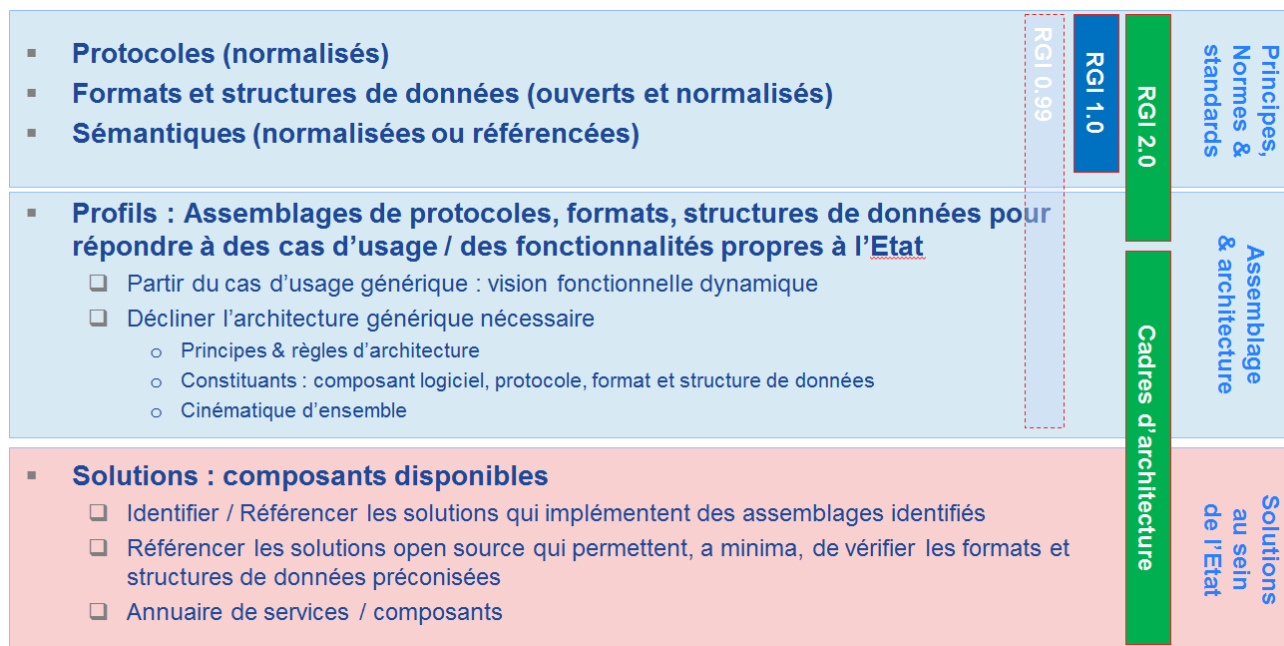 Protocoles (normalisés)
Formats et structures de données (ouverts et normalisés)
Sémantiques (normalisées ou référencées)
RGI 0.99
RGI 1.0
RGI 2.0
Principes,
Normes &
standards
Profils : Assemblages de protocoles, formats, structures de données pour
répondre à des cas d'usage / des fonctionnalités propres à l'Etat
Partir du cas d'usage générique : vision fonctionnelle dynamique
Décliner l'architecture générique nécessaire
o Principes & règles d'architecture
o Constituants : composant logiciel, protocole, format et structure de données
o Cinématique d'ensemble
Assemblage
& architecture
Cadres d'architecture
Solutions : composants disponibles
Identifier / Référencer les solutions qui implémentent des assemblages identifiés
Référencer les solutions open source qui permettent, a minima, de vérifier les formats et
structures de données préconisées
Annuaire de services / composants
Solutions
au sein
de l'Etat